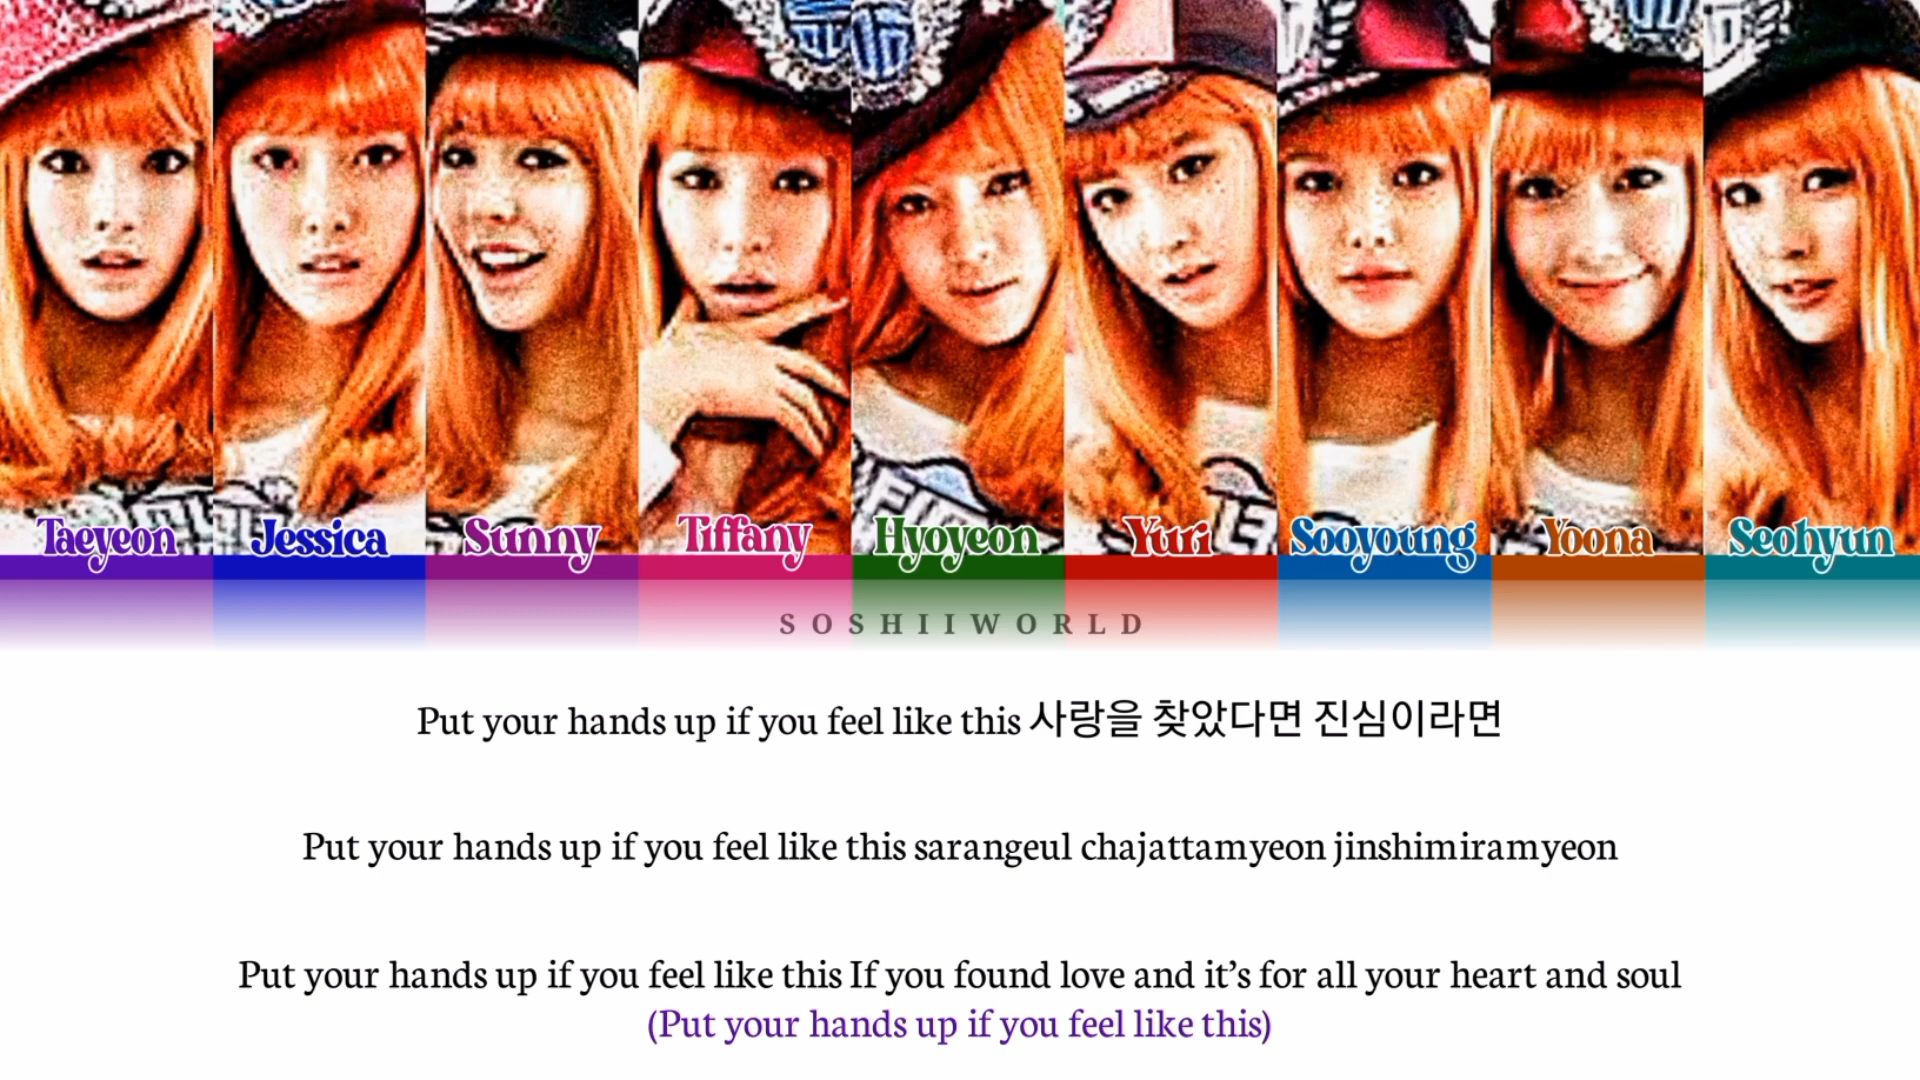 Taeyeon Jessica Sunny Tiffany Hyoyeon Yuri Sooyoung Yoona Seohyun
SOSHIIWORLD
Put your hands up if you feel like this 사랑을 찾았다면 진심이라면
Put your hands up if you feel like this sarangeul chajattamyeon jinshimiramyeon
Put your hands up if you feel like this If you found love and it’s for all your heart and soul
(Put your hands up if you feel like this)